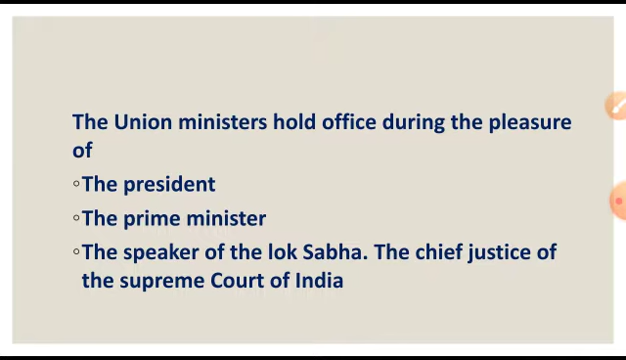 The Union ministers hold office during the pleasure
of
◦The president
◦The prime minister
◦The speaker of the lok Sabha. The chief justice of
the supreme Court of India